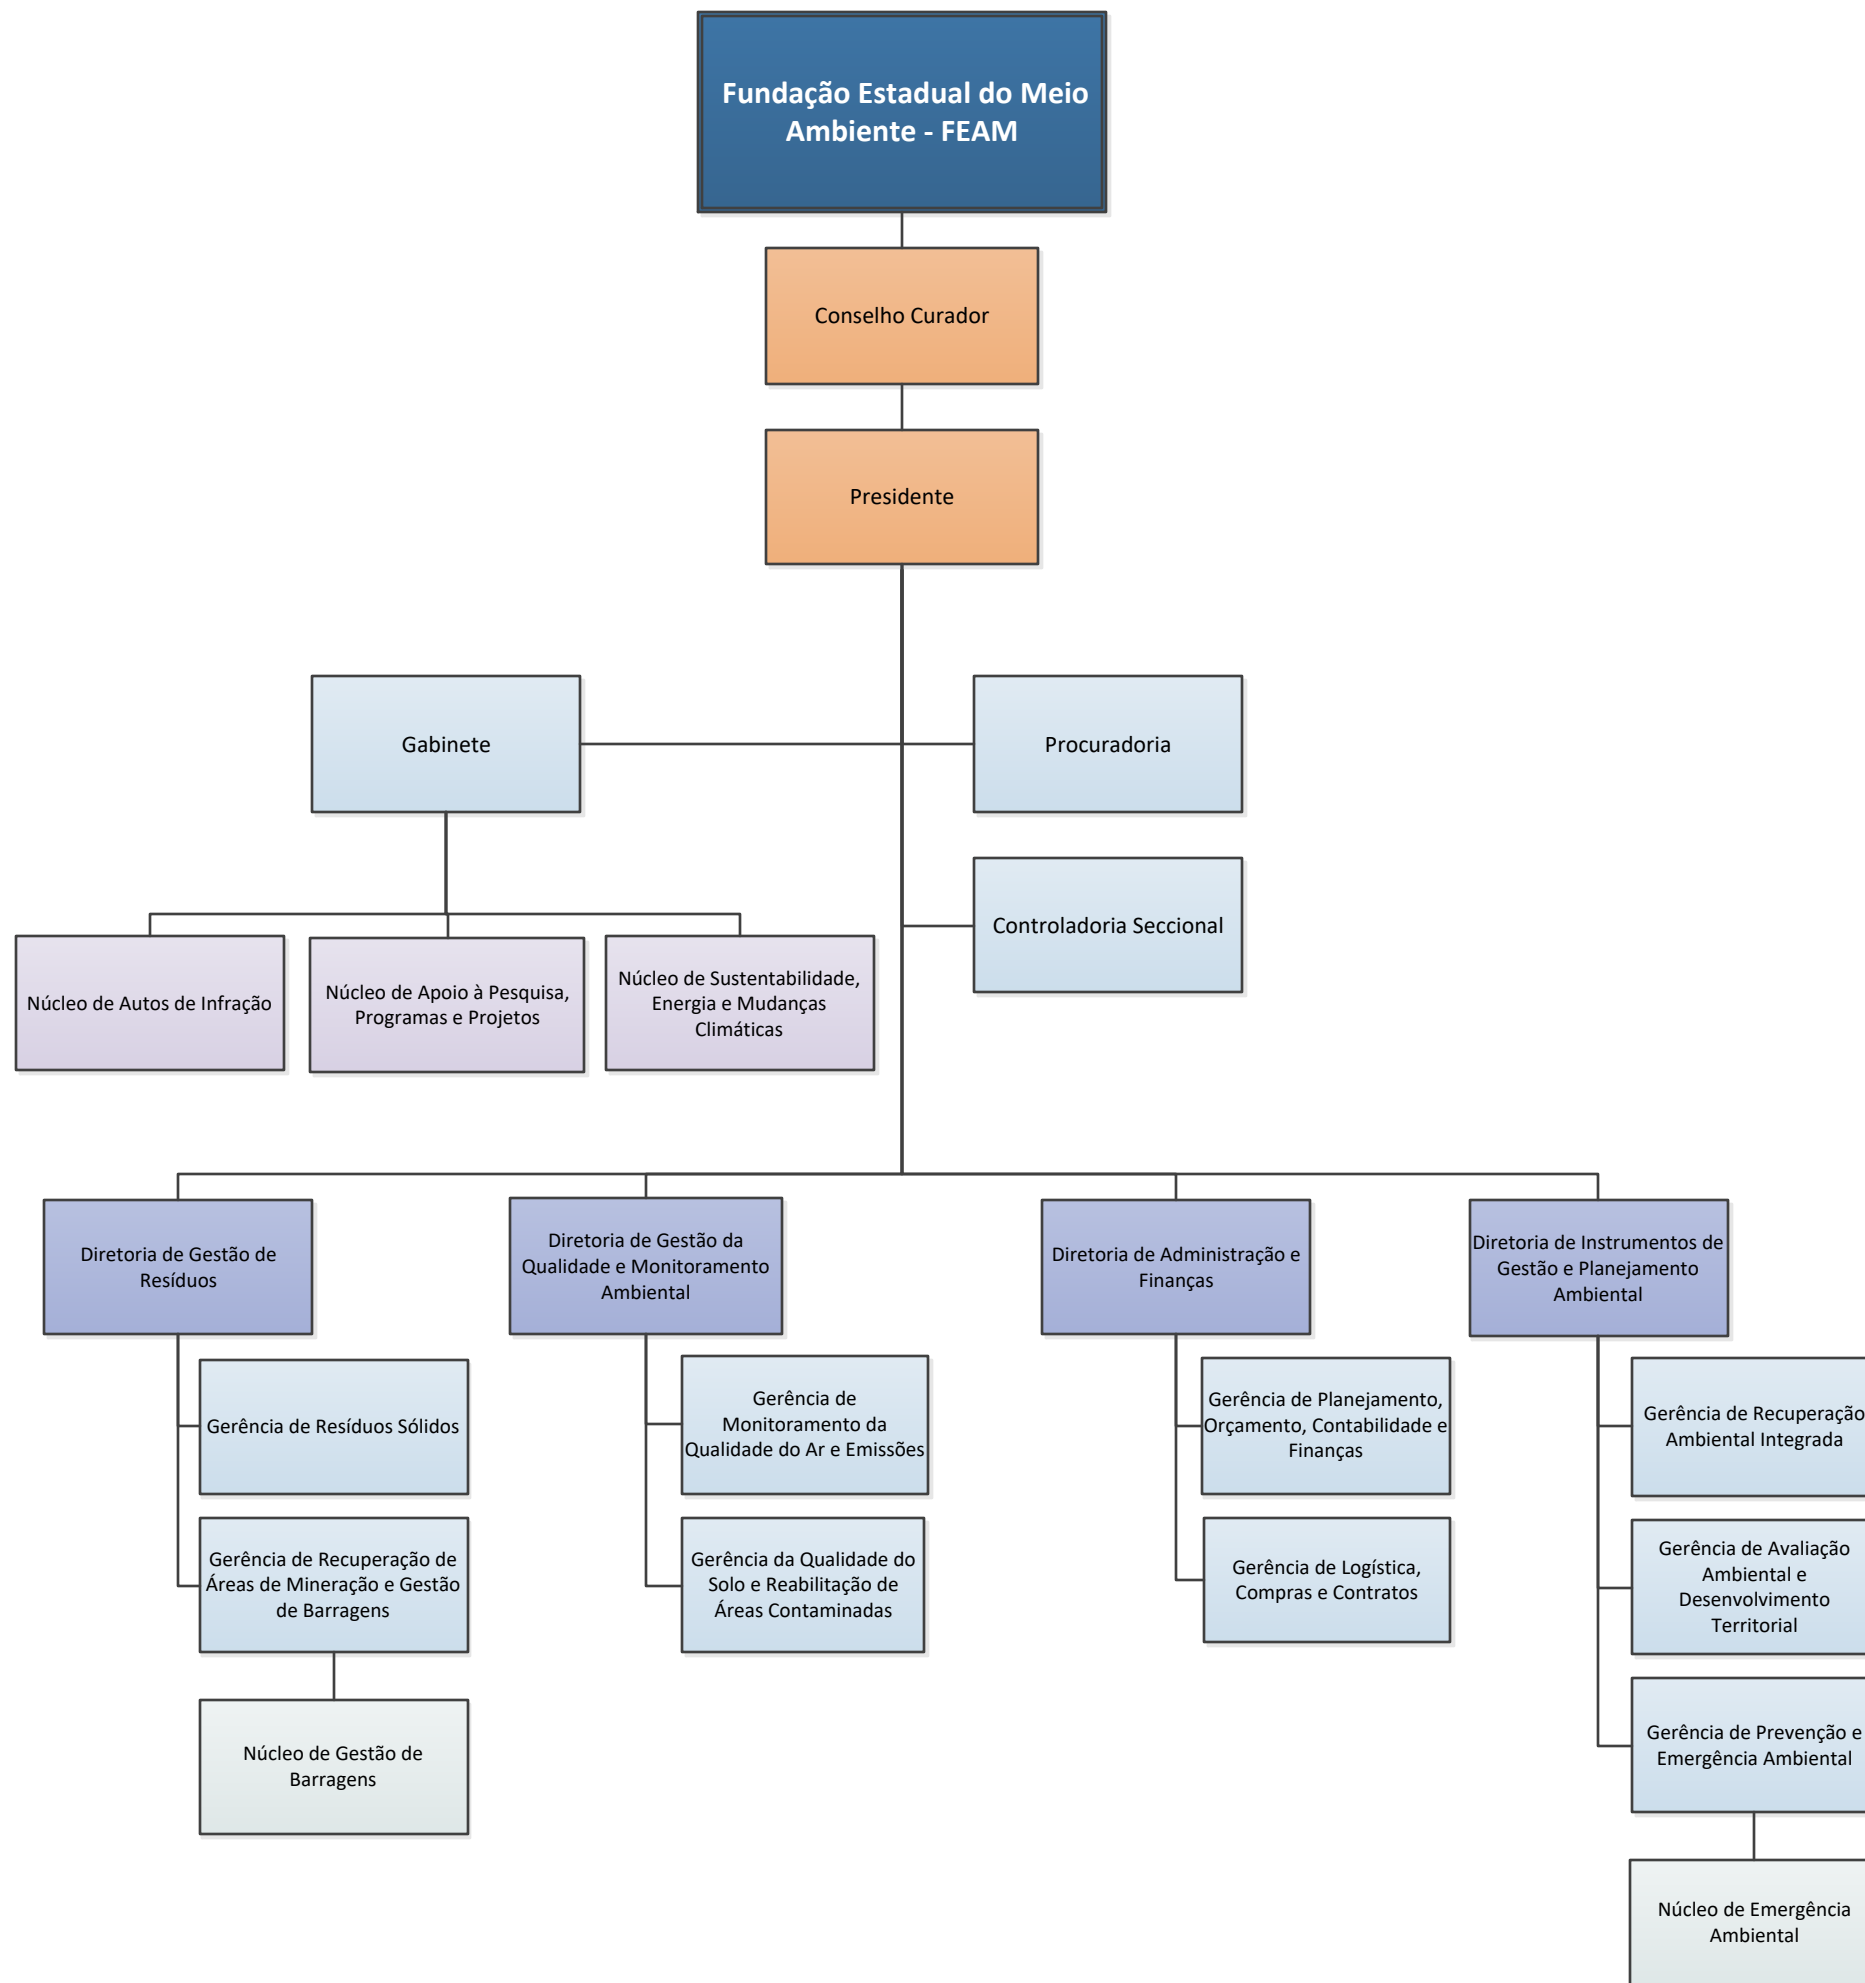 Fundação Estadual do Meio
Ambiente - FEAM
Conselho Curador
Presidente
Gabinete
Procuradoria
Controladoria Seccional
Núcleo de Autos de Infração
Núcleo de Apoio à Pesquisa,
Programas e Projetos
Núcleo de Sustentabilidade,
Energia e Mudanças
Climáticas
Diretoria de Gestão de
Resíduos
Diretoria de Gestão da
Qualidade e Monitoramento
Ambiental
Diretoria de Administração e
Finanças
Diretoria de Instrumentos de
Gestão e Planejamento
Ambiental
Gerência de Resíduos Sólidos
Gerência de
Monitoramento da
Qualidade do Ar e Emissões
Gerência de Planejamento,
Orçamento, Contabilidade e
Finanças
Gerência de Recuperação
Ambiental Integrada
Gerência de Recuperação de
Áreas de Mineração e Gestão
de Barragens
Gerência da Qualidade do
Solo e Reabilitação de
Áreas Contaminadas
Gerência de Logística,
Compras e Contratos
Gerência de Avaliação
Ambiental e
Desenvolvimento
Territorial
Núcleo de Gestão de
Barragens
Gerência de Prevenção e
Emergência Ambiental
Núcleo de Emergência
Ambiental